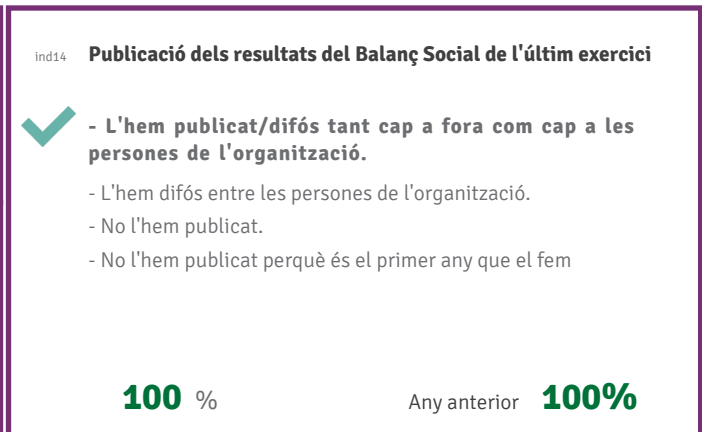 ind14 Publicació dels resultats del Balanç Social de l'últim exercici
- L'hem publicat/difós tant cap a fora com cap a les
persones de l'organització.
- L'hem difós entre les persones de l'organització.
- No l'hem publicat.
- No l'hem publicat perquè és el primer any que el fem
100 % Any anterior 100%